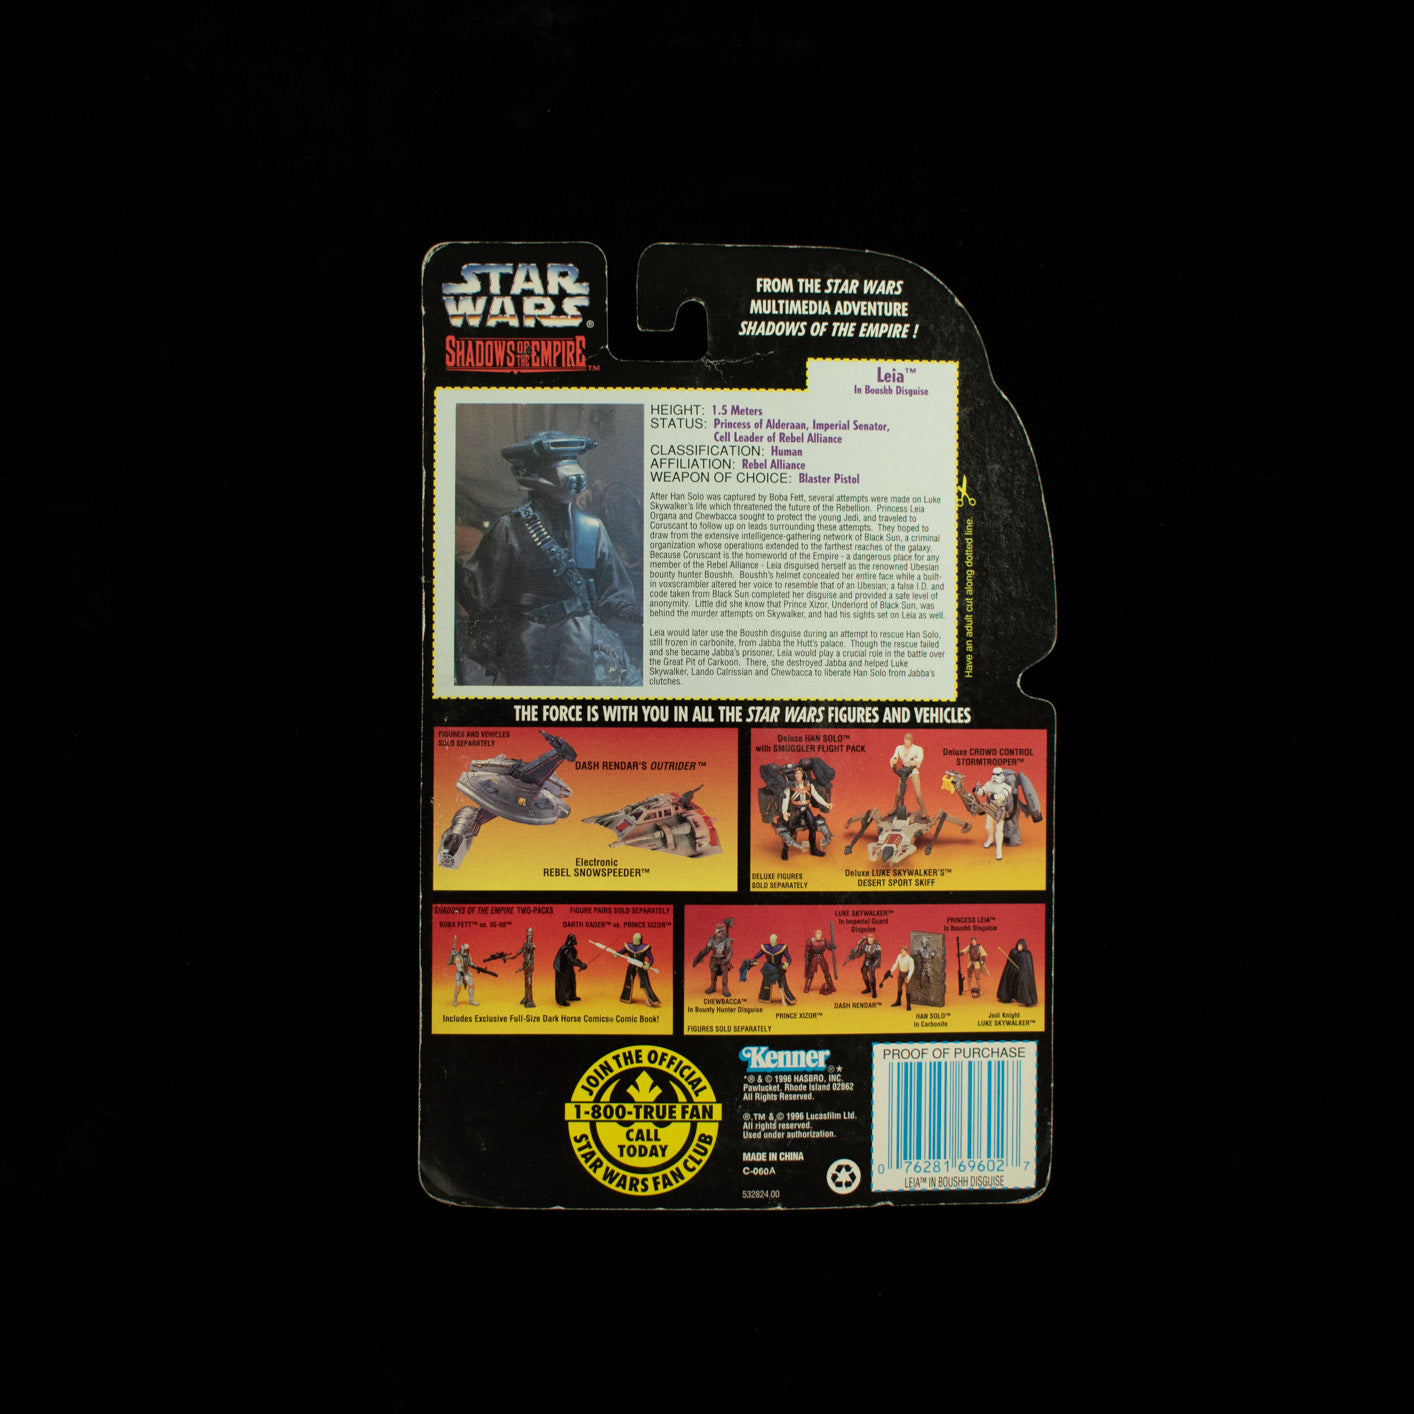 STAR
WARS®
SHADOWS OF THE EMPIRE™
FROM THE STAR WARS
MULTIMEDIA ADVENTURE
SHADOWS OF THE EMPIRE !
Leia™
In Boushh Disguise
HEIGHT: 1.5 Meters
STATUS: Princess of Alderaan, Imperial Senator,
Cell Leader of Rebel Alliance
CLASSIFICATION: Human
AFFILIATION: Rebel Alliance
WEAPON OF CHOICE: Blaster Pistol
After Han Solo was captured by Boba Fett, several attempts were made on Luke
Skywalker's life which threatened the future of the Rebellion. Princess Leia
Organa and Chewbacca sought to protect the young Jedi, and traveled to
Coruscant to follow up on leads surrounding these attempts. They hoped to
draw from the extensive intelligence-gathering network of Black Sun, a criminal
organization whose operations extended to the farthest reaches of the galaxy.
Because Coruscant is the homeworld of the Empire - a dangerous place for any
member of the Rebel Alliance - Leia disguised herself as the renowned Ubesian
bounty hunter Boushh. Boushh's helmet concealed her entire face while a built-
in voxscrambler altered her voice to resemble that of an Ubesian; a false I.D. and
code taken from Black Sun completed her disguise and provided a safe level of
anonymity. Little did she know that Prince Xizor, Underlord of Black Sun, was
behind the murder attempts on Skywalker, and had his sights set on Leia as well.
Leia would later use the Boushh disguise during an attempt to rescue Han Solo,
still frozen in carbonite, from Jabba the Hutt's palace. Though the rescue failed
and she became Jabba's prisoner, Leia would play a crucial role in the battle over
the Great Pit of Carkoon. There, she destroyed Jabba and helped Luke
Skywalker, Lando Calrissian and Chewbacca to liberate Han Solo from Jabba's
clutches.
Have an adult cut along dotted line.
THE FORCE IS WITH YOU IN ALL THE STAR WARS FIGURES AND VEHICLES
FIGURES AND VEHICLES
SOLD SEPARATELY
DASH RENDAR'S OUTRIDER™
Electronic
REBEL SNOWSPEEDER™
Deluxe HAN SOLO™
with SMUGGLER FLIGHT PACK
Deluxe CROWD CONTROL
STORMTROOPER™
DELUXE FIGURES
SOLD SEPARATELY
Deluxe LUKE SKYWALKER'S™
DESERT SPORT SKIFF
SHADOWS OF THE EMPIRE TWO-PACKS
FIGURE PAIRS SOLD SEPARATELY
BOBA FETT™ vs. IG-88™
DARTH VADER™ vs. PRINCE XIZOR™
Includes Exclusive Full-Size Dark Horse Comics® Comic Book!
LUKE SKYWALKER™
In Imperial Guard
Disguise
PRINCESS LEIA™
In Boushh Disguise
CHEWBACCA™
In Bounty Hunter Disguise
PRINCE XIZOR™
DASH RENDAR™
HAN SOLO™
In Carbonite
Jedi Knight
LUKE SKYWALKER™
FIGURES SOLD SEPARATELY
JOIN THE OFFICIAL
1-800-TRUE FAN
CALL
TODAY
STAR WARS FAN CLUB
Kenner®*
*® & © 1996 HASBRO, INC.
Pawtucket, Rhode Island 02862
All Rights Reserved.
®,TM & © 1996 Lucasfilm Ltd.
All rights reserved.
Used under authorization.
MADE IN CHINA
C-060A
532824.00
PROOF OF PURCHASE
0 76281 69602 7
LEIA™ IN BOUSHH DISGUISE